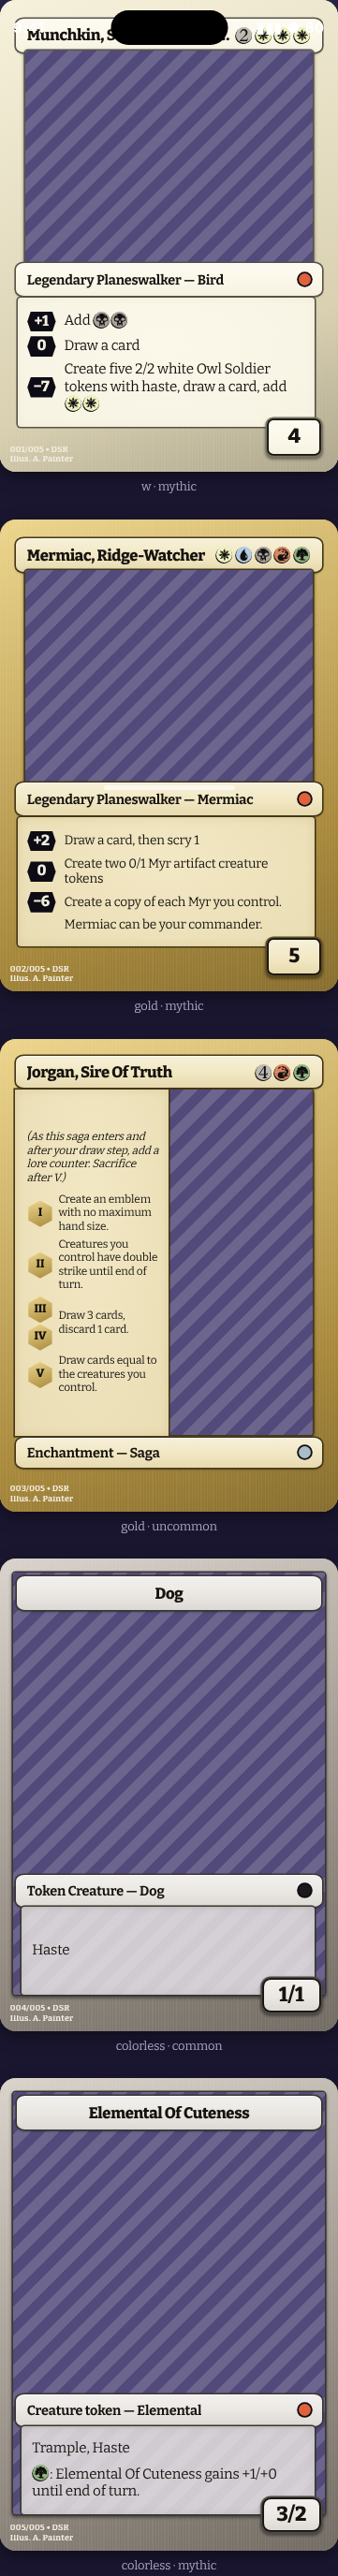 Munchkin, S
2
Legendary Planeswalker — Bird
+1 Add
0 Draw a card
Create five 2/2 white Owl Soldier
−7 tokens with haste, draw a card, add
4
001/005 • DSR
Illus. A. Painter
w · mythic
Mermiac, Ridge-Watcher
Legendary Planeswalker — Mermiac
+2 Draw a card, then scry 1
0 Create two 0/1 Myr artifact creature
tokens
−6 Create a copy of each Myr you control.
Mermiac can be your commander.
5
002/005 • DSR
Illus. A. Painter
gold · mythic
Jorgan, Sire Of Truth 4
(As this saga enters and
after your draw step, add a
lore counter. Sacrifice
after V.)
I
Create an emblem
with no maximum
hand size.
II
Creatures you
control have double
strike until end of
turn.
III
IV
Draw 3 cards,
discard 1 card.
V
Draw cards equal to
the creatures you
control.
Enchantment — Saga
003/005 • DSR
Illus. A. Painter
gold · uncommon
Dog
Token Creature — Dog
Haste
1/1
004/005 • DSR
Illus. A. Painter
colorless · common
Elemental Of Cuteness
Creature token — Elemental
Trample, Haste
: Elemental Of Cuteness gains +1/+0
until end of turn.
3/2
005/005 • DSR
Illus. A. Painter
colorless · mythic